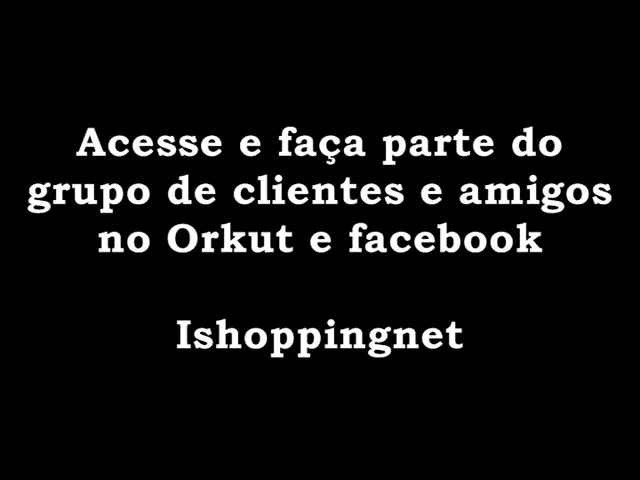 Acesse e faça parte do
grupo de clientes e amigos
no Orkut e facebook
Ishoppingnet